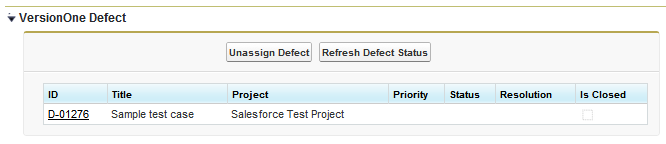 VersionOne Defect
Unassign Defect Refresh Defect Status
ID Title Project Priority Status Resolution Is Closed
D-01276 Sample test case Salesforce Test Project